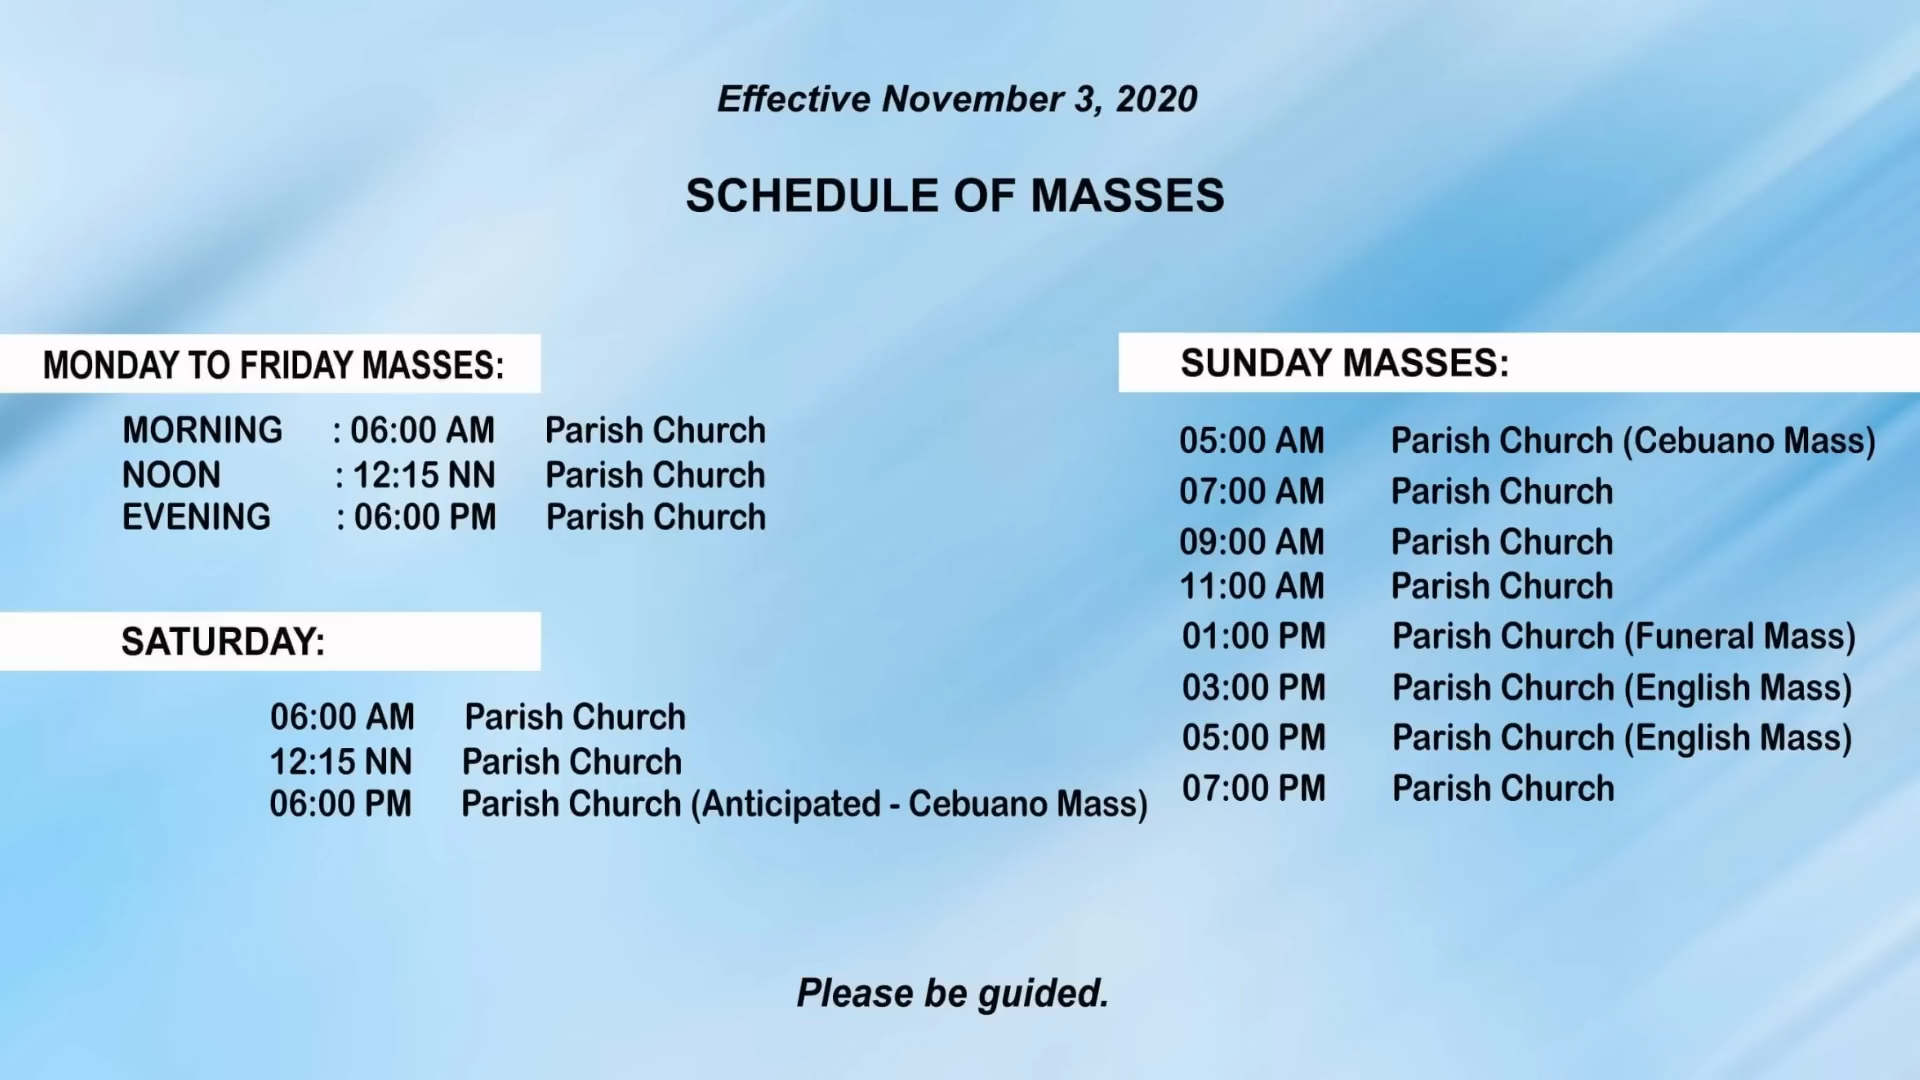 Effective November 3, 2020
SCHEDULE OF MASSES
MONDAY TO FRIDAY MASSES:
MORNING : 06:00 AM Parish Church
NOON : 12:15 NN Parish Church
EVENING : 06:00 PM Parish Church
SATURDAY:
06:00 AM Parish Church
12:15 NN Parish Church
06:00 PM Parish Church (Anticipated - Cebuano Mass)
SUNDAY MASSES:
05:00 AM Parish Church (Cebuano Mass)
07:00 AM Parish Church
09:00 AM Parish Church
11:00 AM Parish Church
01:00 PM Parish Church (Funeral Mass)
03:00 PM Parish Church (English Mass)
05:00 PM Parish Church (English Mass)
07:00 PM Parish Church
Please be guided.